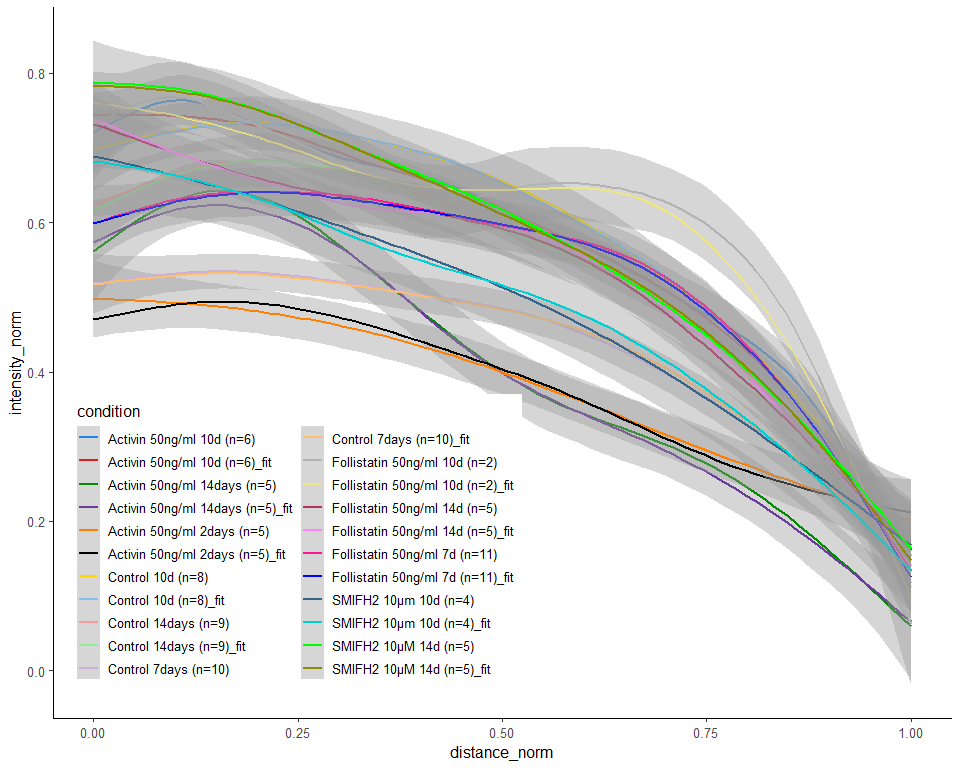 0.8
0.6
0.4
0.2
0.0
intensity_norm
condition
Activin 50ng/ml 10d (n=6)
Activin 50ng/ml 10d (n=6)_fit
Activin 50ng/ml 14days (n=5)
Activin 50ng/ml 14days (n=5)_fit
Activin 50ng/ml 2days (n=5)
Activin 50ng/ml 2days (n=5)_fit
Control 10d (n=8)
Control 10d (n=8)_fit
Control 14days (n=9)
Control 14days (n=9)_fit
Control 7days (n=10)
Control 7days (n=10)_fit
Follistatin 50ng/ml 10d (n=2)
Follistatin 50ng/ml 10d (n=2)_fit
Follistatin 50ng/ml 14d (n=5)
Follistatin 50ng/ml 14d (n=5)_fit
Follistatin 50ng/ml 7d (n=11)
Follistatin 50ng/ml 7d (n=11)_fit
SMIFH2 10µm 10d (n=4)
SMIFH2 10µm 10d (n=4)_fit
SMIFH2 10µM 14d (n=5)
SMIFH2 10µM 14d (n=5)_fit
0.00
0.25
0.50
0.75
1.00
distance_norm